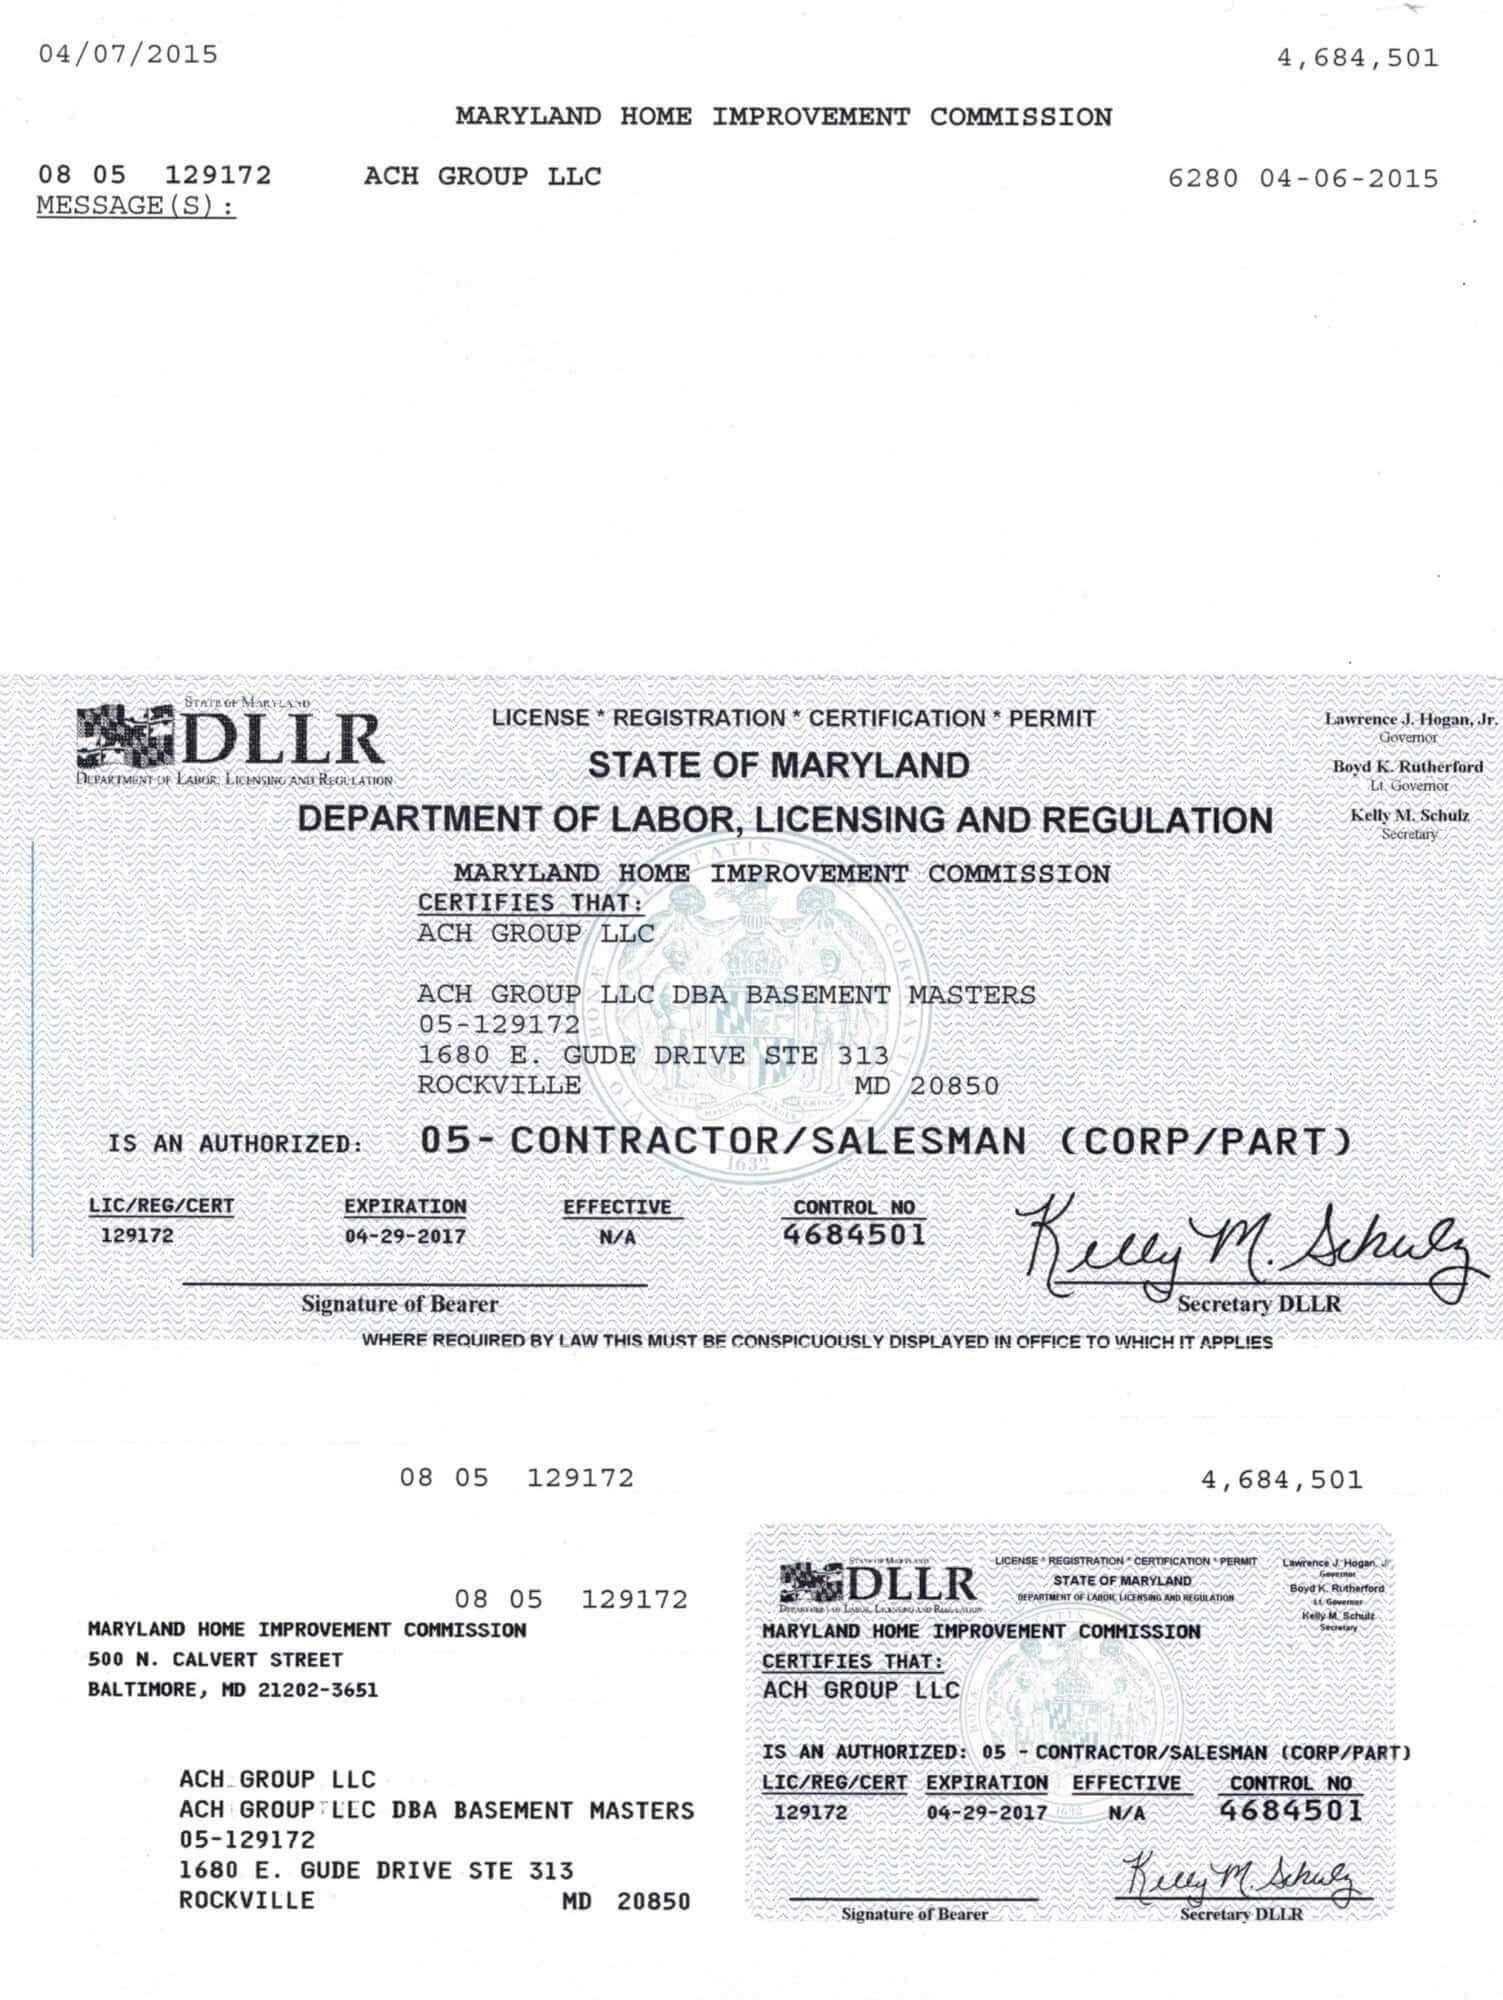 04/07/2015 4,684,501
MARYLAND HOME IMPROVEMENT COMMISSION
08 05 129172 ACH GROUP LLC 6280 04-06-2015
MESSAGE(S):
STATE OF MARYLAND
DLLR
DEPARTMENT OF LABOR, LICENSING AND REGULATION
LICENSE * REGISTRATION * CERTIFICATION * PERMIT
STATE OF MARYLAND
DEPARTMENT OF LABOR, LICENSING AND REGULATION
Lawrence J. Hogan, Jr.
Governor
Boyd K. Rutherford
Lt. Governor
Kelly M. Schulz
Secretary
MARYLAND HOME IMPROVEMENT COMMISSION
CERTIFIES THAT:
ACH GROUP LLC
ACH GROUP LLC DBA BASEMENT MASTERS
05-129172
1680 E. GUDE DRIVE STE 313
ROCKVILLE MD 20850
IS AN AUTHORIZED: 05- CONTRACTOR/SALESMAN (CORP/PART)
1632
LIC/REG/CERT EXPIRATION EFFECTIVE CONTROL NO
129172 04-29-2017 N/A 4684501
Kelly M. Schulz
Signature of Bearer Secretary DLLR
WHERE REQUIRED BY LAW THIS MUST BE CONSPICUOUSLY DISPLAYED IN OFFICE TO WHICH IT APPLIES
08 05 129172 4,684,501
08 05 129172
MARYLAND HOME IMPROVEMENT COMMISSION
500 N. CALVERT STREET
BALTIMORE, MD 21202-3651
ACH GROUP LLC
ACH GROUP LLC DBA BASEMENT MASTERS
05-129172
1680 E. GUDE DRIVE STE 313
ROCKVILLE MD 20850
STATE OF MARYLAND
DLLR
DEPARTMENT OF LABOR, LICENSING AND REGULATION
LICENSE * REGISTRATION * CERTIFICATION * PERMIT
STATE OF MARYLAND
DEPARTMENT OF LABOR, LICENSING AND REGULATION
Lawrence J. Hogan, Jr.
Governor
Boyd K. Rutherford
Lt. Governor
Kelly M. Schulz
Secretary
MARYLAND HOME IMPROVEMENT COMMISSION
CERTIFIES THAT:
ACH GROUP LLC
IS AN AUTHORIZED: 05 - CONTRACTOR/SALESMAN (CORP/PART)
LIC/REG/CERT EXPIRATION EFFECTIVE CONTROL NO
129172 04-29-2017 N/A 4684501
1632
Kelly M. Schulz
Signature of Bearer Secretary DLLR